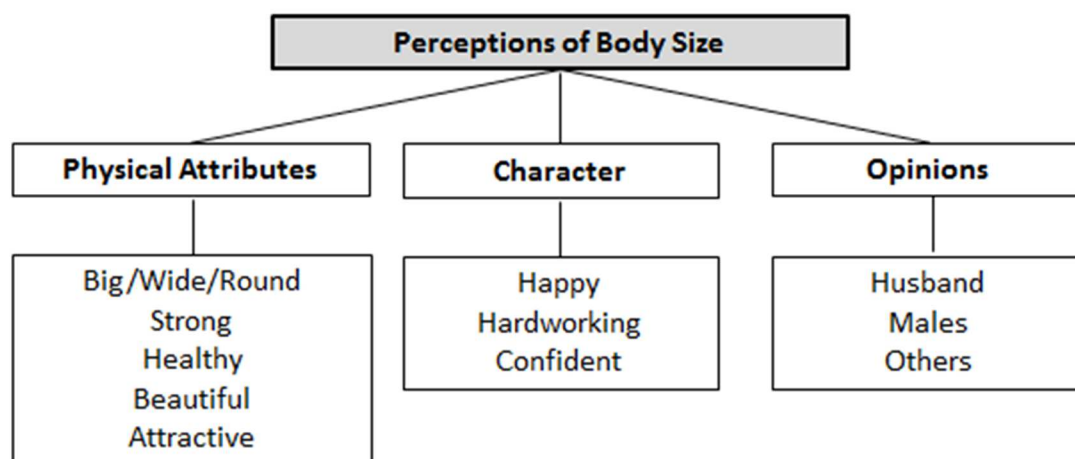 Perceptions of Body Size
Physical Attributes
Character
Opinions
Big/Wide/Round
Strong
Healthy
Beautiful
Attractive
Happy
Hardworking
Confident
Husband
Males
Others